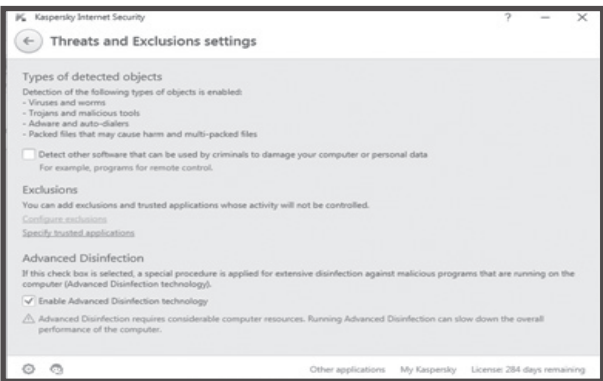 Kaspersky Internet Security
Threats and Exclusions settings
Types of detected objects
Detection of the following types of objects is enabled:
- Viruses and worms
- Trojans and malicious tools
- Adware and auto-dialers
- Packed files that may cause harm and multi-packed files
Detect other software that can be used by criminals to damage your computer or personal data
For example, programs for remote control.
Exclusions
You can add exclusions and trusted applications whose activity will not be controlled.
Configure exclusions
Specify trusted applications
Advanced Disinfection
If this check box is selected, a special procedure is applied for extensive disinfection against malicious programs that are running on the
computer (Advanced Disinfection technology).
Enable Advanced Disinfection technology
Advanced Disinfection requires considerable computer resources. Running Advanced Disinfection can slow down the overall
performance of the computer.
Other applications My Kaspersky License: 284 days remaining